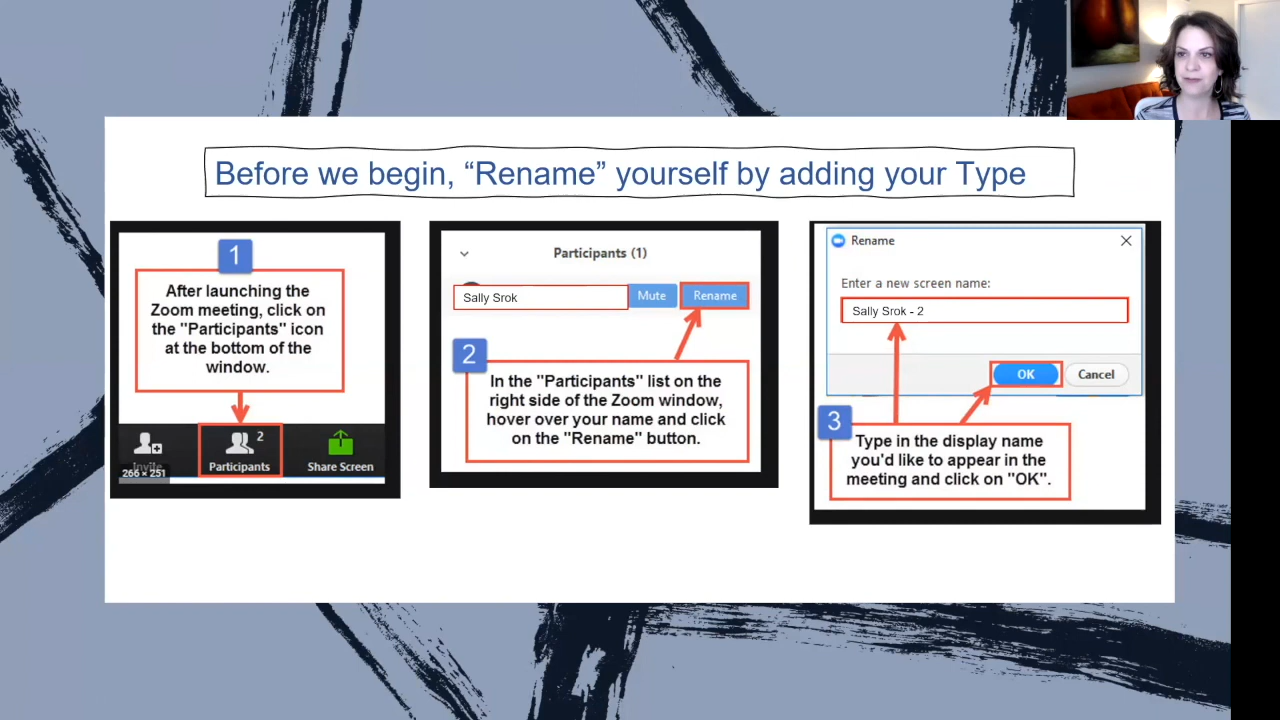 Before we begin, “Rename” yourself by adding your Type
1
After launching the
Zoom meeting, click on
the "Participants" icon
at the bottom of the
window.
2
Invite
Participants
Share Screen
266 × 251
Participants (1)
Sally Srok
Mute
Rename
2
In the "Participants" list on the
right side of the Zoom window,
hover over your name and click
on the "Rename" button.
Rename
Enter a new screen name:
Sally Srok - 2
OK
Cancel
3
Type in the display name
you'd like to appear in the
meeting and click on "OK".